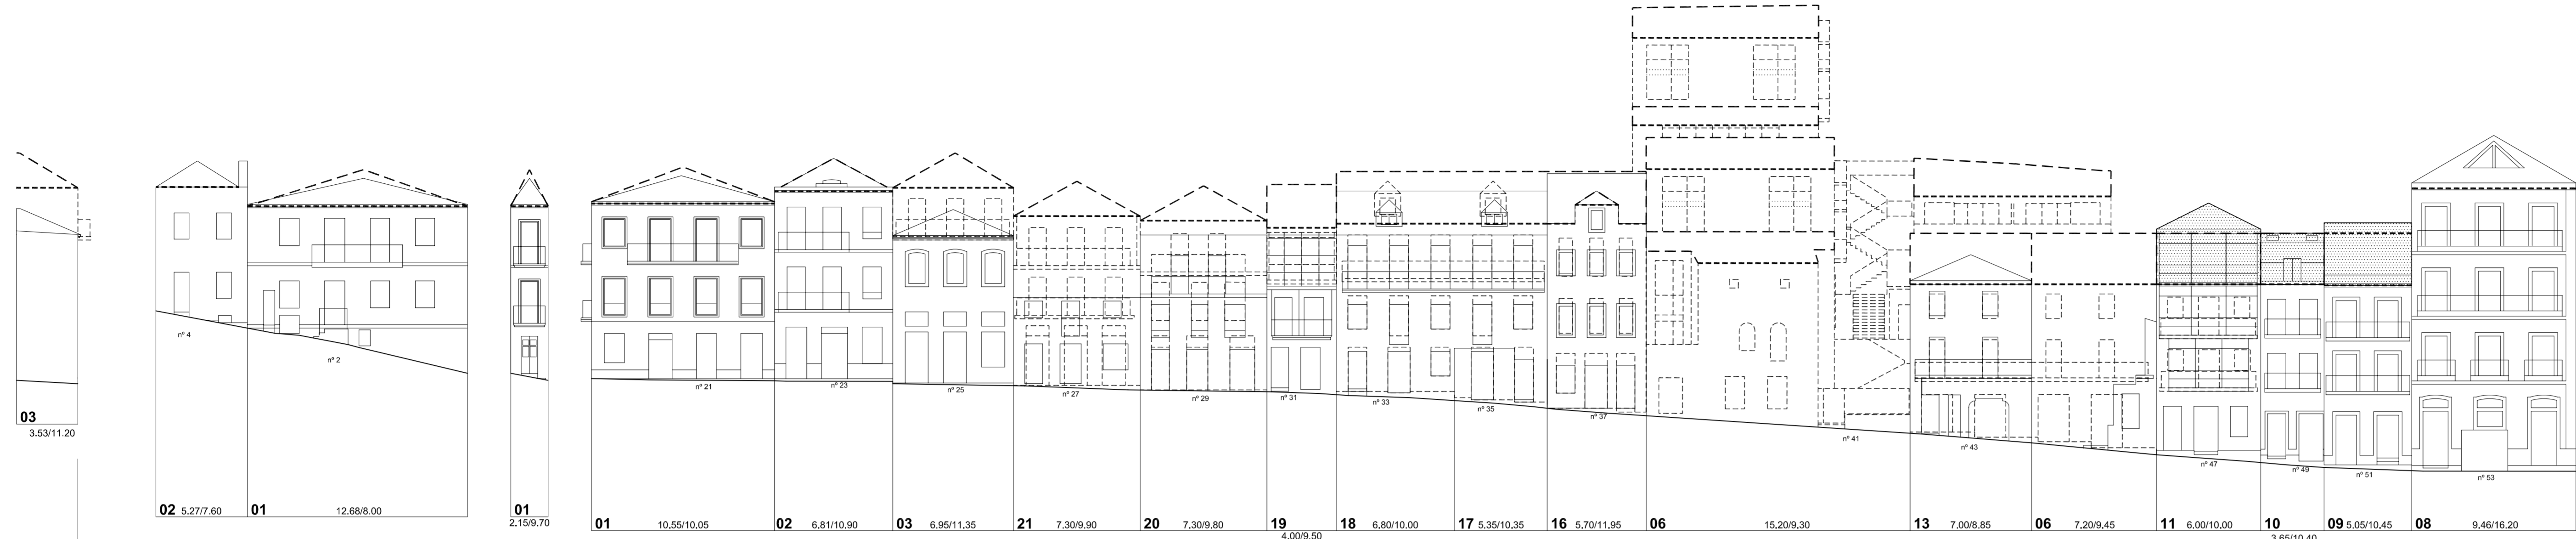 nº 4
nº 2
nº 21
nº 23
nº 25
nº 27
nº 29
nº 31
nº 33
nº 35
nº 37
nº 41
nº 43
nº 47
nº 49
nº 51
nº 53
03
3.53/11.20
02 5.27/7.60
01 12.68/8.00
01
2.15/9.70
01 10.55/10.05
02 6.81/10.90
03 6.95/11.35
21 7.30/9.90
20 7.30/9.80
19
4.00/9.50
18 6.80/10.00
17 5.35/10.35
16 5.70/11.95
06 15.20/9.30
13 7.00/8.85
06 7.20/9.45
11 6.00/10.00
10
3.65/10.40
09 5.05/10.45
08 9.46/16.20